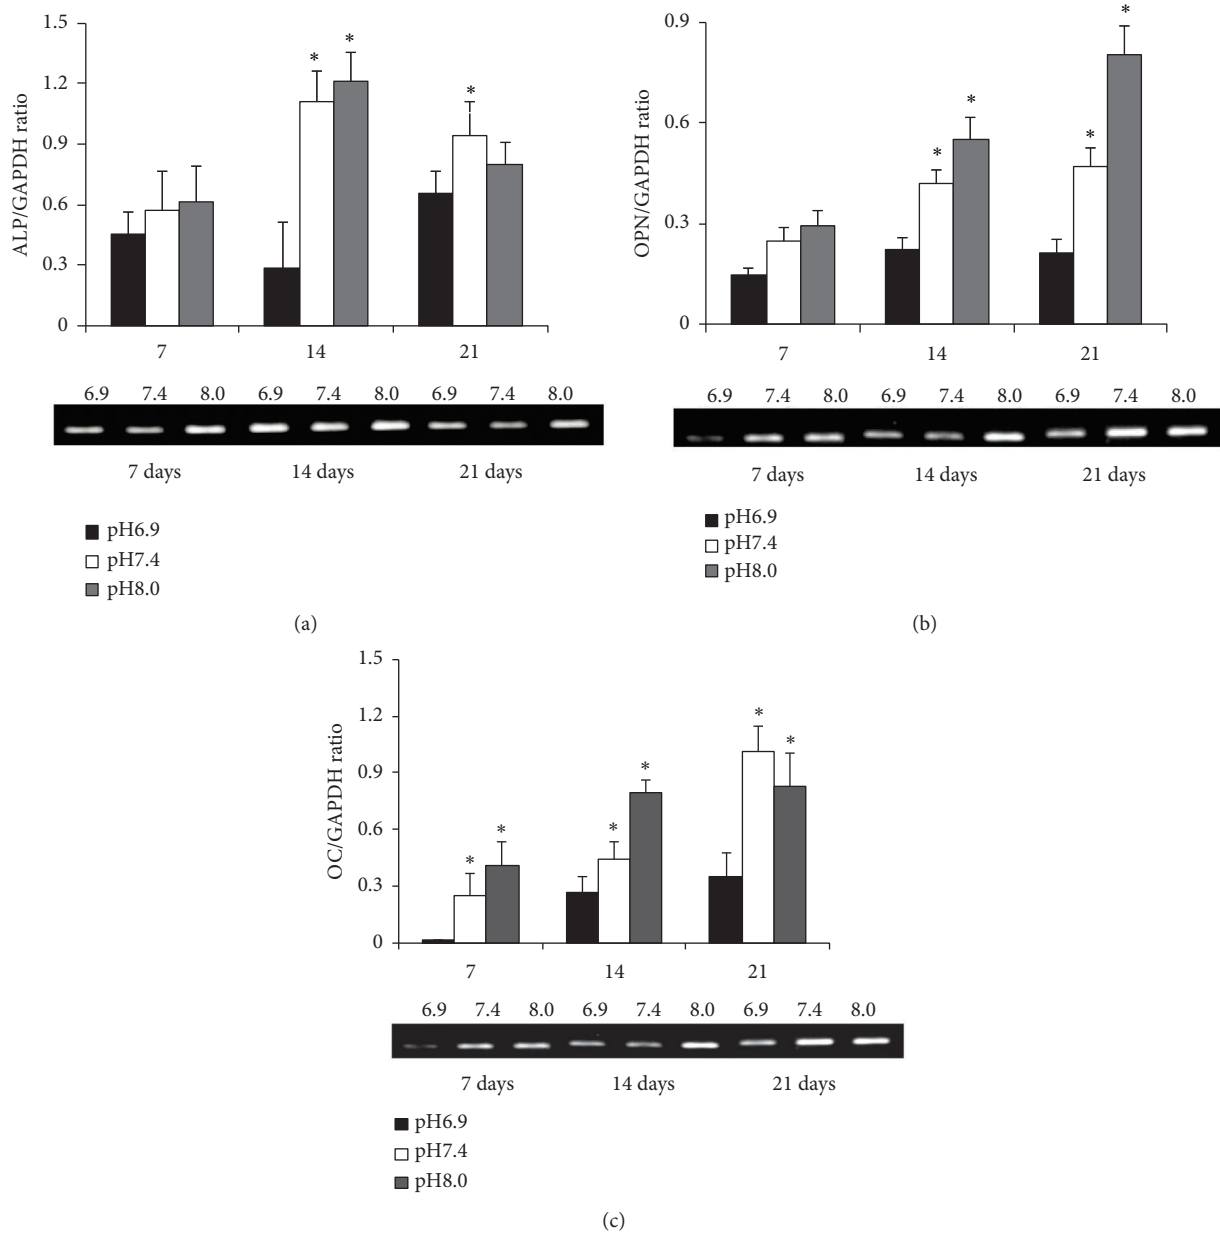 ALP/GAPDH ratio
1.5
1.2
0.9
0.6
0.3
0
* *
*
7 14 21
6.9 7.4 8.0 6.9 7.4 8.0 6.9 7.4 8.0
7 days 14 days 21 days
pH6.9
pH7.4
pH8.0
(a)
OPN/GAPDH ratio
0.9
0.6
0.3
0
* *
* *
7 14 21
6.9 7.4 8.0 6.9 7.4 8.0 6.9 7.4 8.0
7 days 14 days 21 days
pH6.9
pH7.4
pH8.0
(b)
OC/GAPDH ratio
1.5
1.2
0.9
0.6
0.3
0
* *
* *
* *
7 14 21
6.9 7.4 8.0 6.9 7.4 8.0 6.9 7.4 8.0
7 days 14 days 21 days
pH6.9
pH7.4
pH8.0
(c)